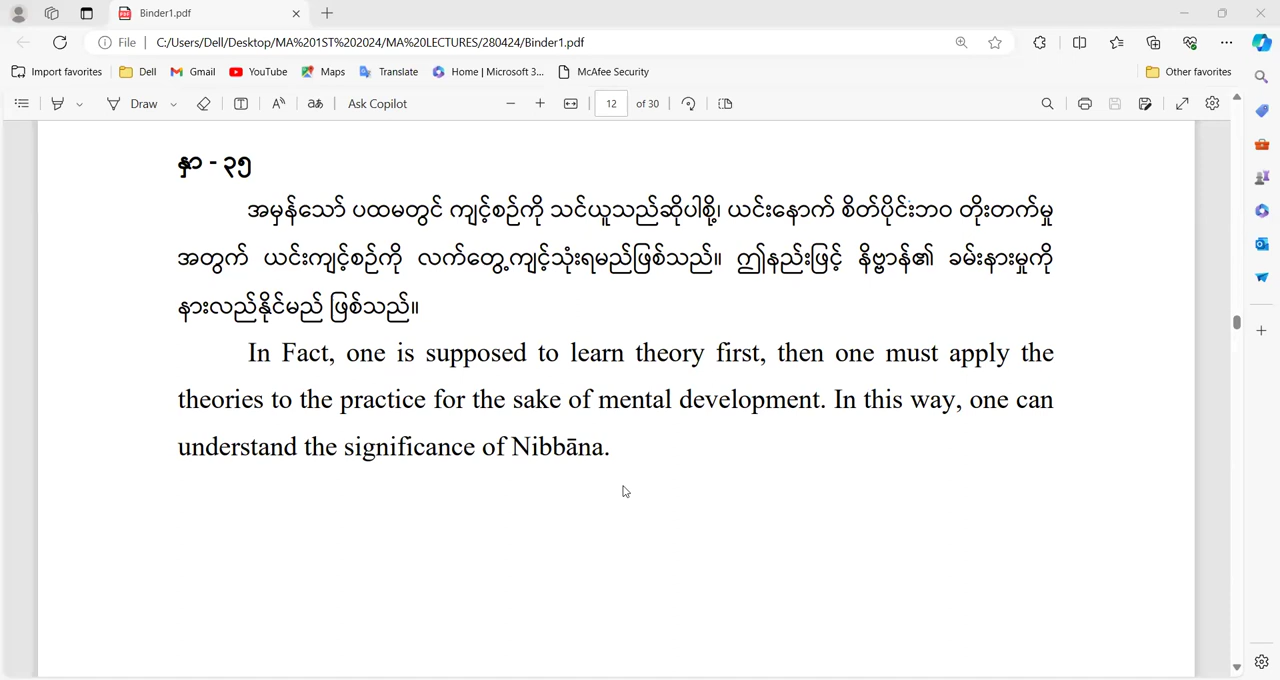 Binder1.pdf
File C:/Users/Dell/Desktop/MA%201ST%202024/MA%20LECTURES/280424/Binder1.pdf
Import favorites Dell Gmail YouTube Maps Translate Home | Microsoft 3... McAfee Security Other favorites
Draw Ask Copilot 12 of 30
နှာ - ၃၅
အမှန်သော် ပထမတွင် ကျင့်စဉ်ကို သင်ယူသည်ဆိုပါစို့၊ ယင်းနောက် စိတ်ပိုင်းဘဝ တိုးတက်မှု
အတွက် ယင်းကျင့်စဉ်ကို လက်တွေ့ကျင့်သုံးရမည်ဖြစ်သည်။ ဤနည်းဖြင့် နိဗ္ဗာန်၏ ခမ်းနားမှုကို
နားလည်နိုင်မည် ဖြစ်သည်။
In Fact, one is supposed to learn theory first, then one must apply the
theories to the practice for the sake of mental development. In this way, one can
understand the significance of Nibbāna.